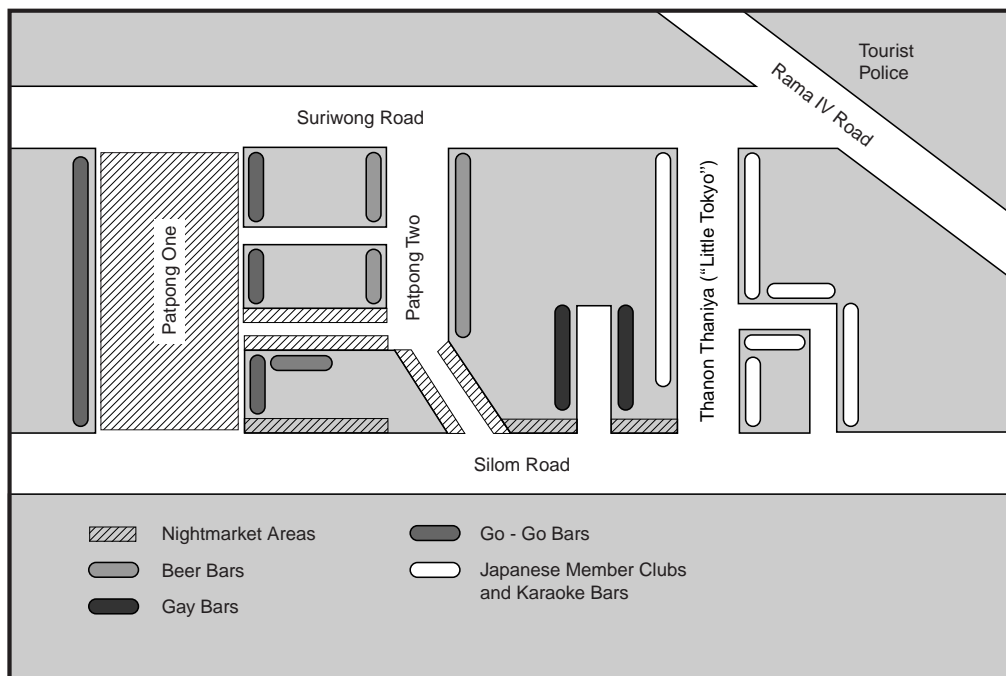 Tourist
Police
Rama IV Road
Suriwong Road
Patpong One
Patpong Two
Thanon Thaniya (“Little Tokyo”)
Silom Road
Nightmarket Areas
Beer Bars
Gay Bars
Go - Go Bars
Japanese Member Clubs
and Karaoke Bars